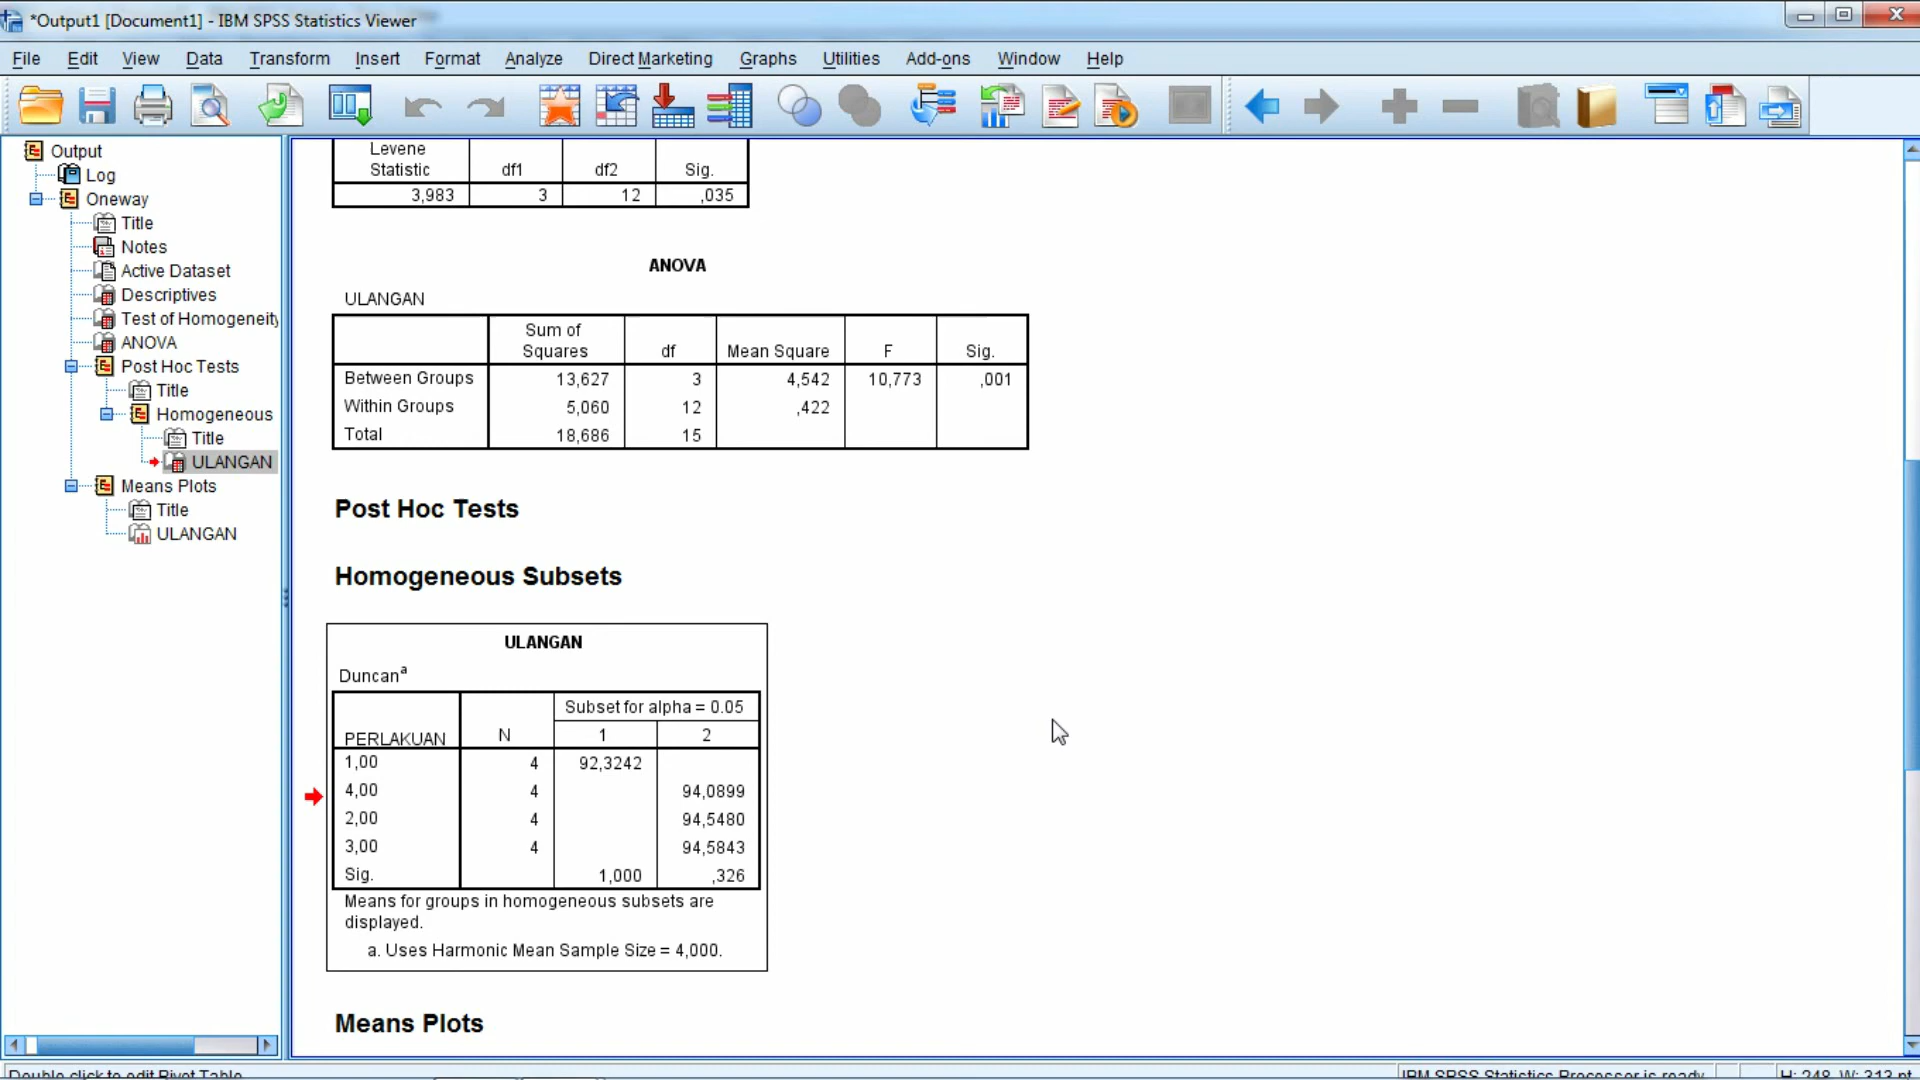 *Output1 [Document1] - IBM SPSS Statistics Viewer
File Edit View Data Transform Insert Format Analyze Direct Marketing Graphs Utilities Add-ons Window Help
Output
Log
Oneway
Title
Notes
Active Dataset
Descriptives
Test of Homogeneity
ANOVA
Post Hoc Tests
Title
Homogeneous
Title
ULANGAN
Means Plots
Title
ULANGAN
Levene Statistic df1 df2 Sig.
3,983 3 12 ,035
ANOVA
ULANGAN
Sum of Squares df Mean Square F Sig.
Between Groups 13,627 3 4,542 10,773 ,001
Within Groups 5,060 12 ,422
Total 18,686 15
Post Hoc Tests
Homogeneous Subsets
ULANGAN
Duncan<sup>a</sup>
PERLAKUAN N Subset for alpha = 0.05
1 2
1,00 4 92,3242
4,00 4 94,0899
2,00 4 94,5480
3,00 4 94,5843
Sig. 1,000 ,326
Means for groups in homogeneous subsets are
displayed.
a. Uses Harmonic Mean Sample Size = 4,000.
Means Plots
Double click to edit Pivot Table
IBM SPSS Statistics Processor is ready
H: 248, W: 313 pt